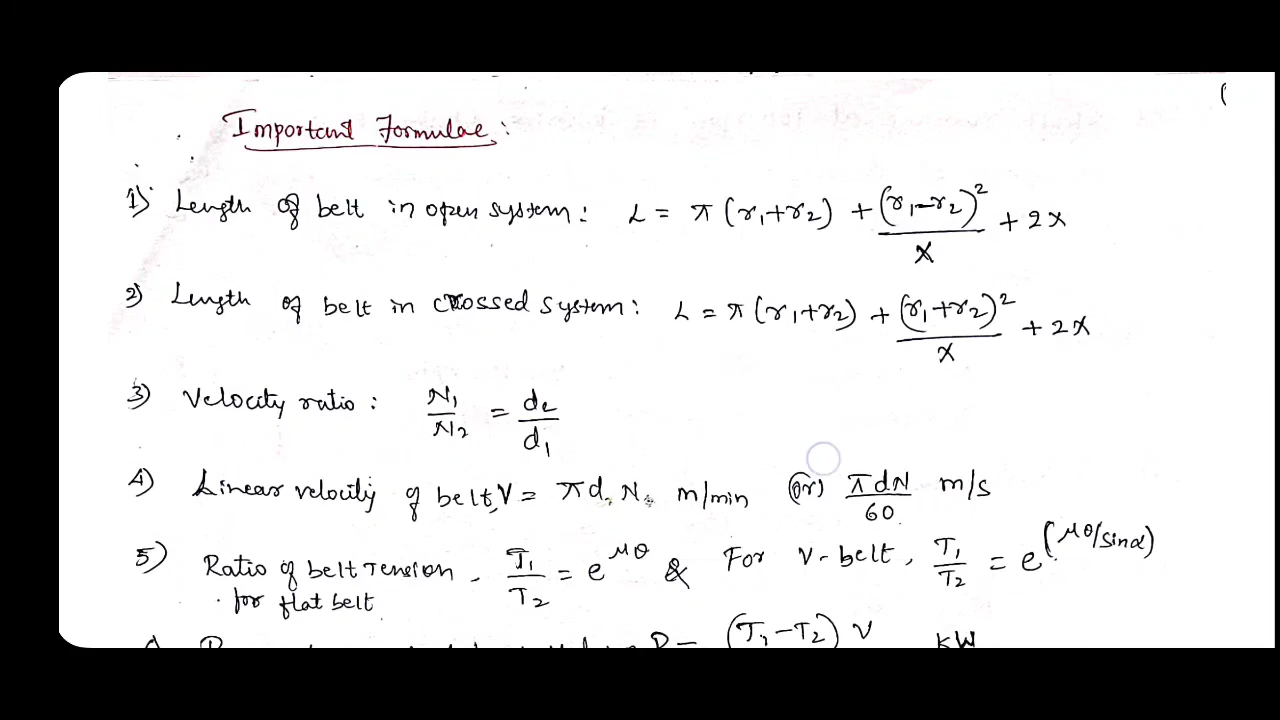 Important Formulae :
1) Length of belt in open system : L = π (r₁+r₂) + (r₁-r₂)²/x + 2x
2) Length of belt in crossed system : L = π (r₁+r₂) + (r₁+r₂)²/x + 2x
3) Velocity ratio : N₁/N₂ = d₂/d₁
4) Linear velocity of belt, V = πd₁N₁ m/min (or) πdN/60 m/s
5) Ratio of belt Tension, T₁/T₂ = e^μθ & For V-belt, T₁/T₂ = e^(μθ/sinα)
for flat belt
P = (T₁-T₂) V KW